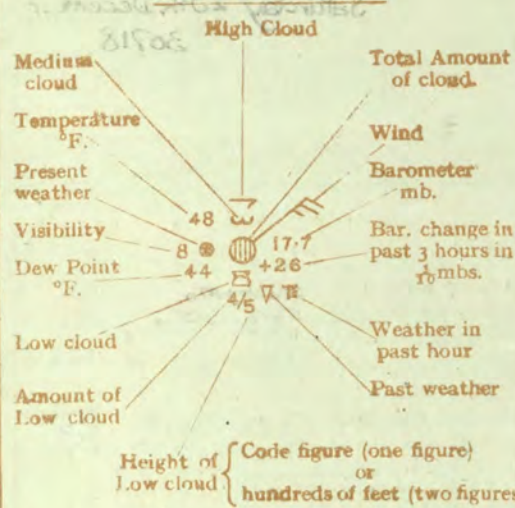 High Cloud
Medium
cloud
Temperature
°F.
Present
weather
Visibility
Dew Point
°F.
Low cloud
Amount of
Low cloud
Total Amount
of cloud.
Wind
Barometer
mb.
Bar. change in
past 3 hours in
1/10 mbs.
Weather in
past hour
Past weather
48
8
17.7
44
+26
4/5
Height of
Low cloud
Code figure (one figure)
or
hundreds of feet (two figures